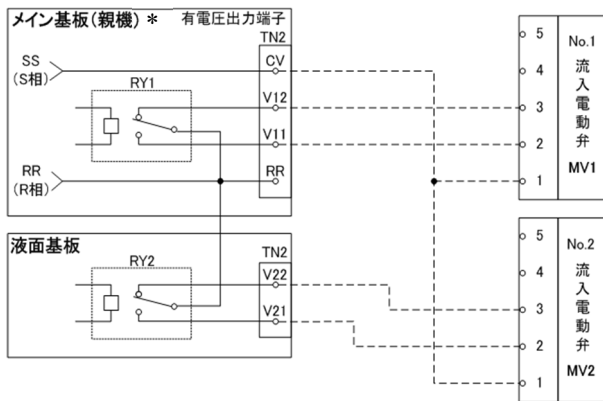 メイン基板(親機) *
有電圧出力端子
TN2
SS
(S相)
CV
RY1
V12
V11
RR
(R相)
RR
液面基板
TN2
RY2
V22
V21
5
4
3
2
1
No.1
流
入
電
動
弁
MV1
5
4
3
2
1
No.2
流
入
電
動
弁
MV2